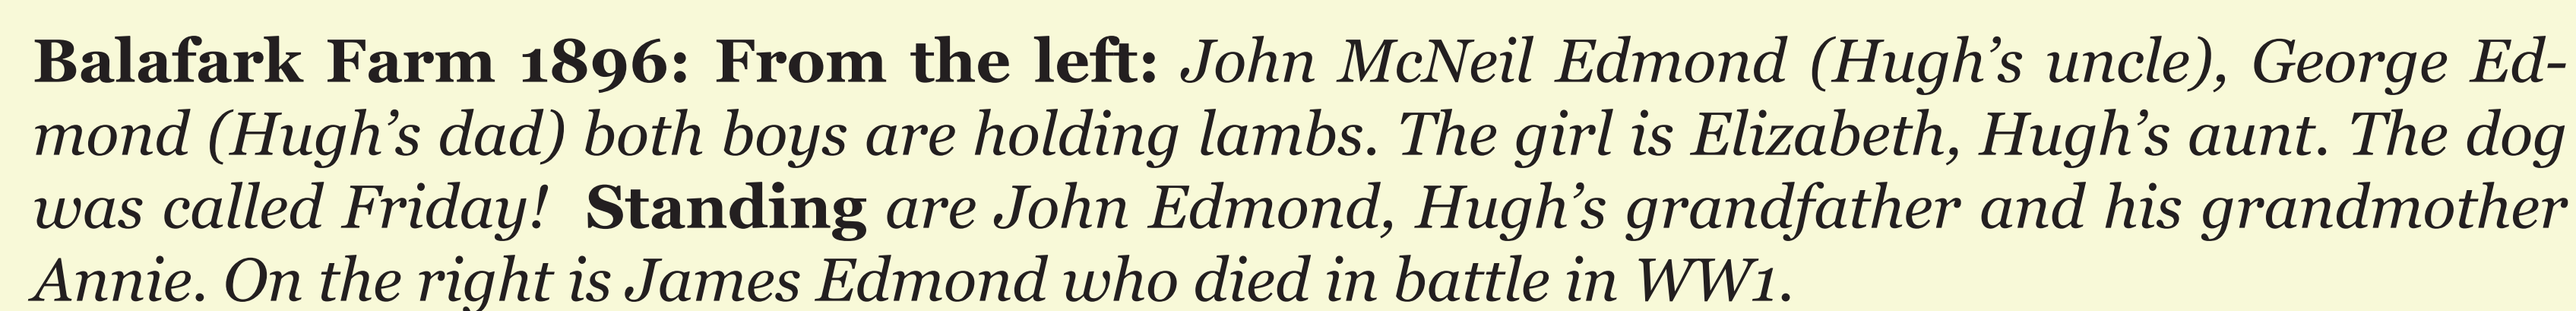 Balafark Farm 1896: From the left: John McNeil Edmond (Hugh’s uncle), George Ed-
mond (Hugh’s dad) both boys are holding lambs. The girl is Elizabeth, Hugh’s aunt. The dog
was called Friday!  Standing are John Edmond, Hugh’s grandfather and his grandmother
Annie. On the right is James Edmond who died in battle in WW1.